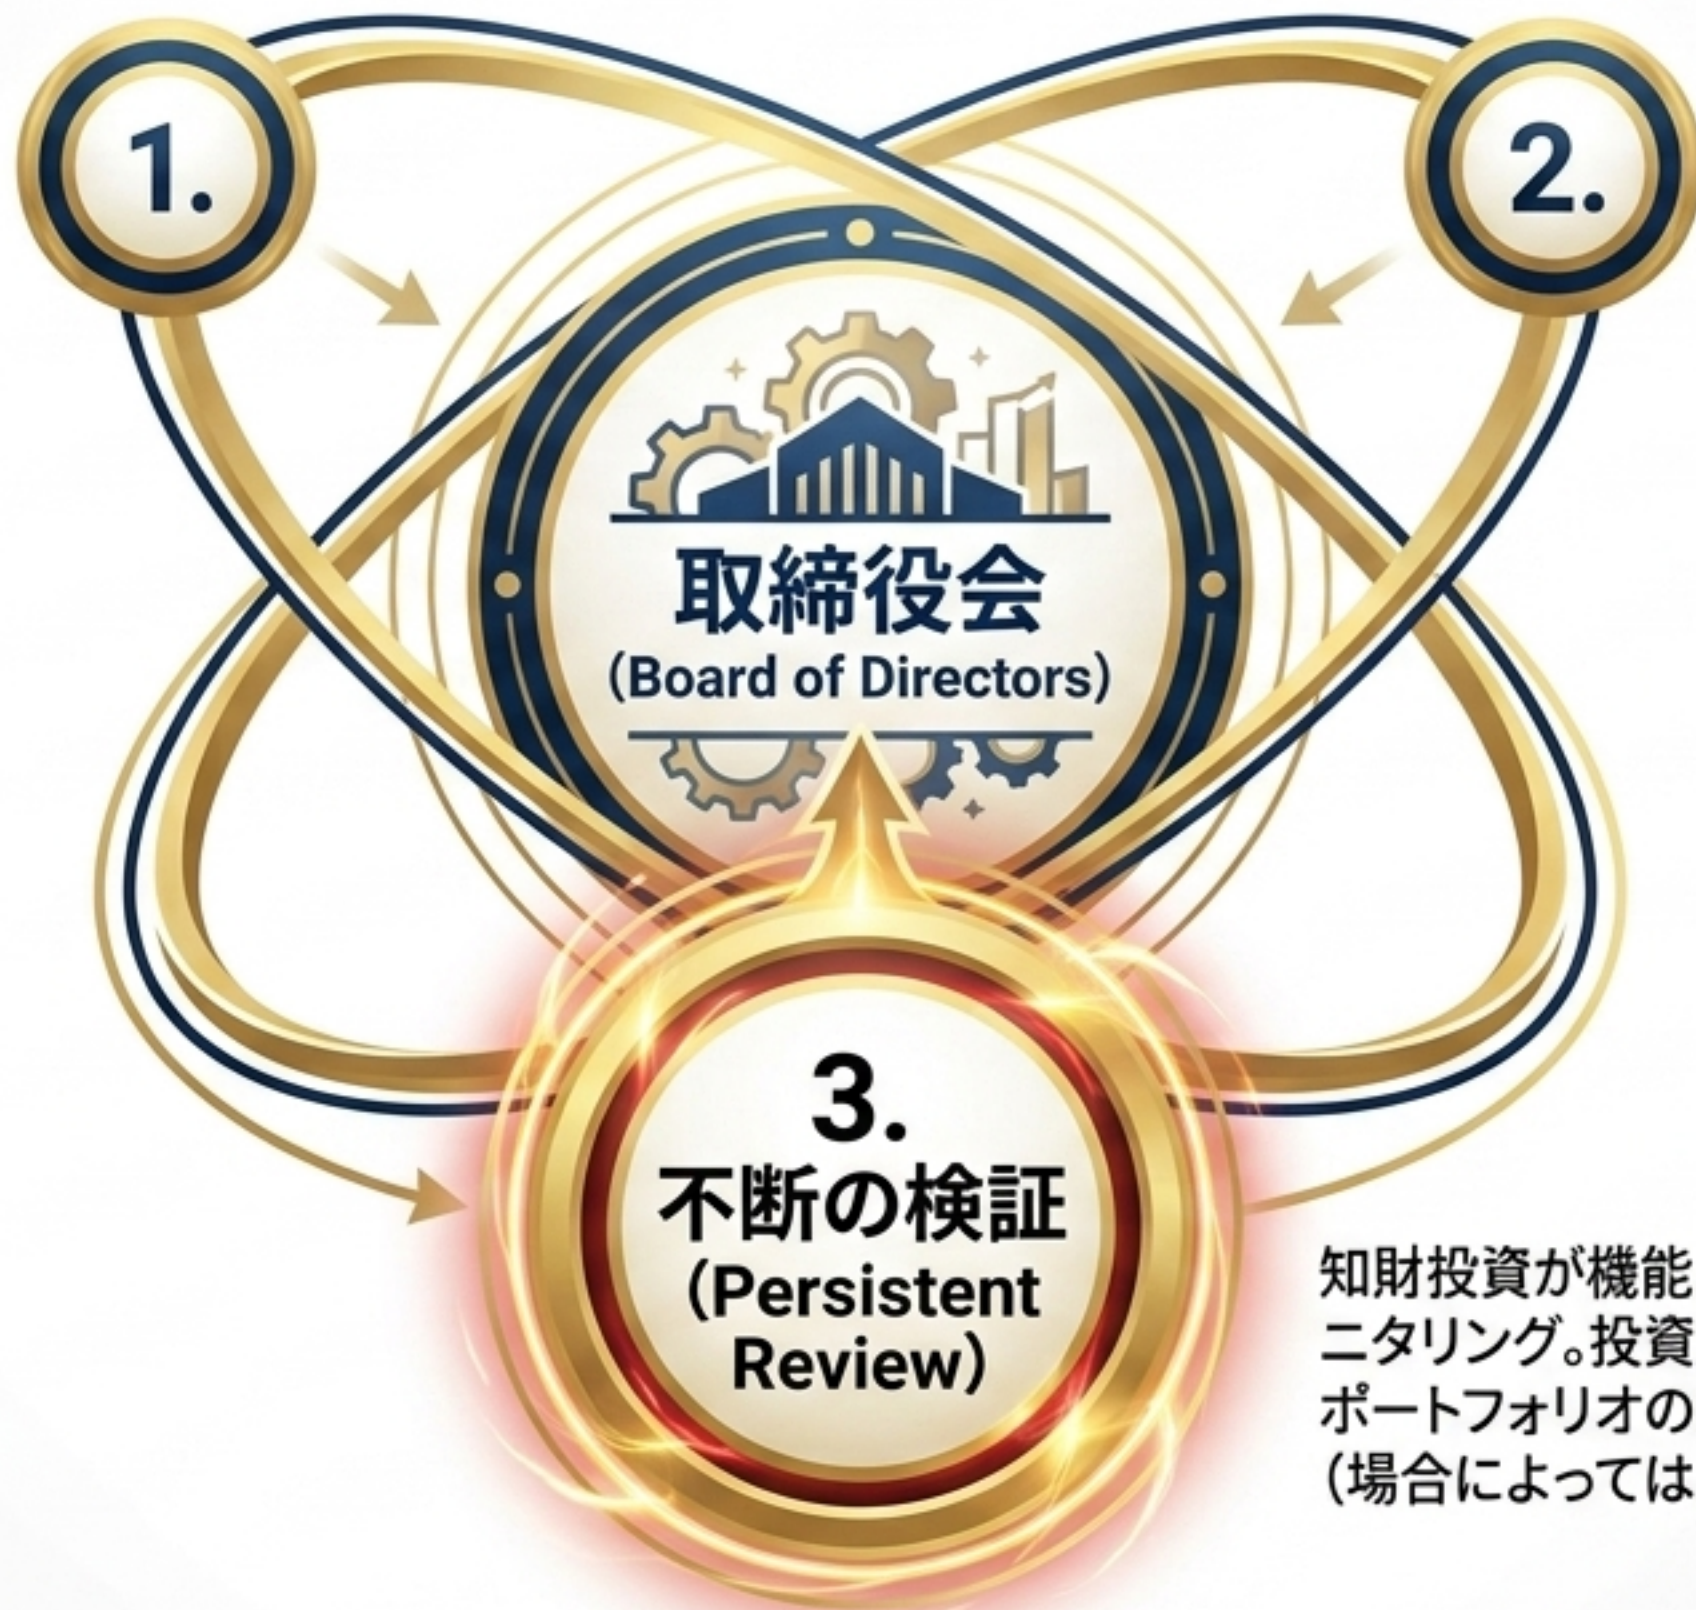 1.
2.
取締役会
(Board of Directors)
3.
不断の検証
(Persistent
Review)
知財投資が機能
ニタリング。投資
ポートフォリオの
(場合によっては